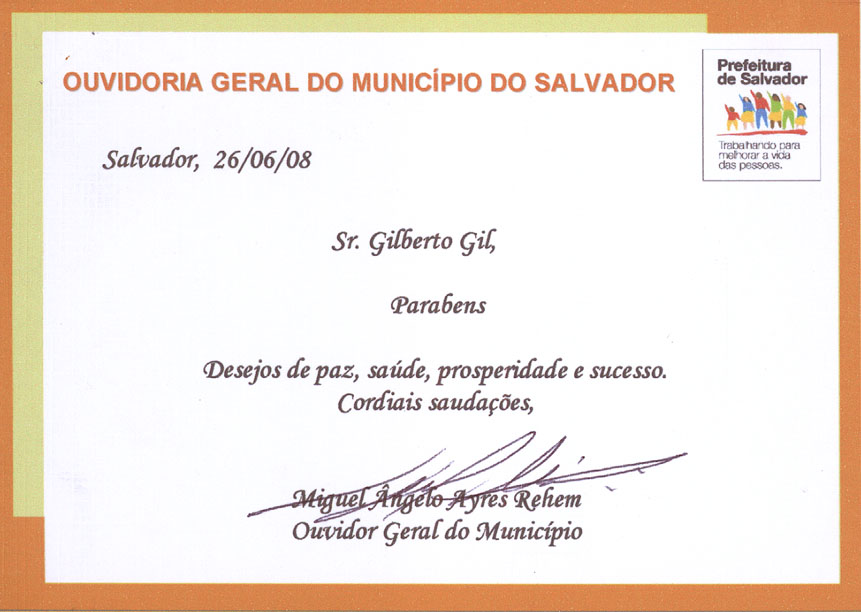 OUVIDORIA GERAL DO MUNICÍPIO DO SALVADOR
Prefeitura
de Salvador
Trabalhando para
melhorar a vida
das pessoas.
Salvador, 26/06/08
Sr. Gilberto Gil,
Parabens
Desejos de paz, saúde, prosperidade e sucesso.
Cordiais saudações,
Miguel Ângelo Ayres Rehem
Ouvidor Geral do Município